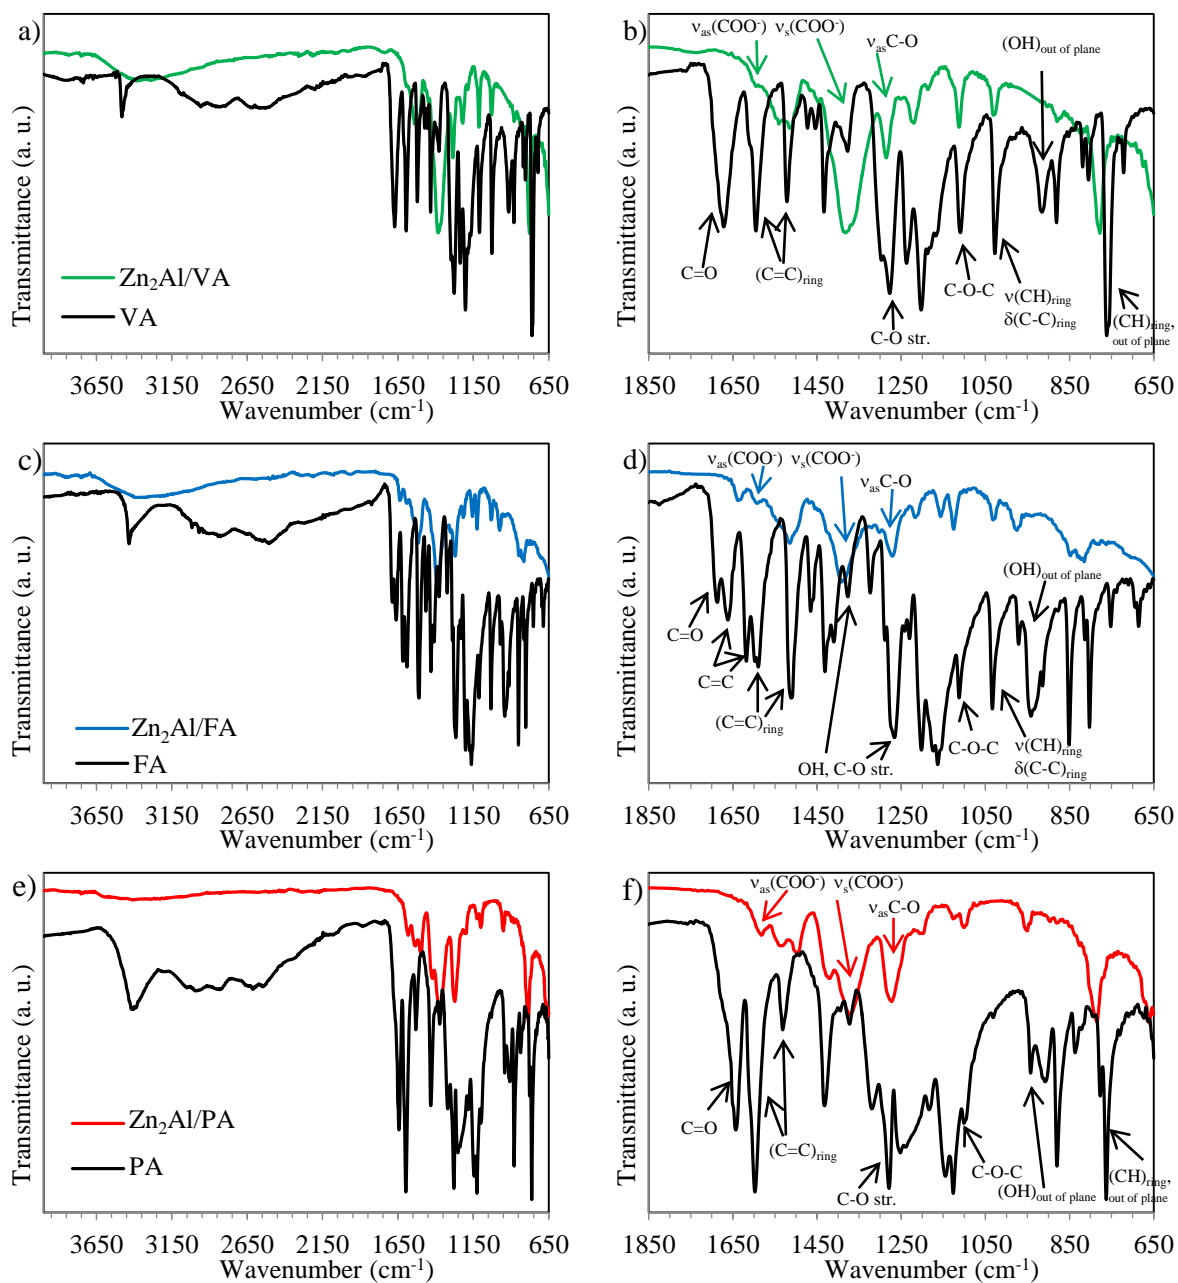 a)
Transmittance (a. u.)
Zn₂Al/VA
VA
3650 3150 2650 2150 1650 1150 650
Wavenumber (cm⁻¹)
b)
Transmittance (a. u.)
νas(COO⁻) νs(COO⁻)
νasC-O
(OH)out of plane
C=O
(C=C)ring
C-O str.
C-O-C
ν(CH)ring
δ(C-C)ring
(CH)ring,
out of plane
1850 1650 1450 1250 1050 850 650
Wavenumber (cm⁻¹)
c)
Transmittance (a. u.)
Zn₂Al/FA
FA
3650 3150 2650 2150 1650 1150 650
Wavenumber (cm⁻¹)
d)
Transmittance (a. u.)
νas(COO⁻) νs(COO⁻)
νasC-O
(OH)out of plane
C=O
C=C
(C=C)ring
OH, C-O str.
C-O-C
ν(CH)ring
δ(C-C)ring
1850 1650 1450 1250 1050 850 650
Wavenumber (cm⁻¹)
e)
Transmittance (a. u.)
Zn₂Al/PA
PA
3650 3150 2650 2150 1650 1150 650
Wavenumber (cm⁻¹)
f)
Transmittance (a. u.)
νas(COO⁻) νs(COO⁻)
νasC-O
C=O
(C=C)ring
C-O str.
C-O-C
(OH)out of plane
(CH)ring,
out of plane
1850 1650 1450 1250 1050 850 650
Wavenumber (cm⁻¹)